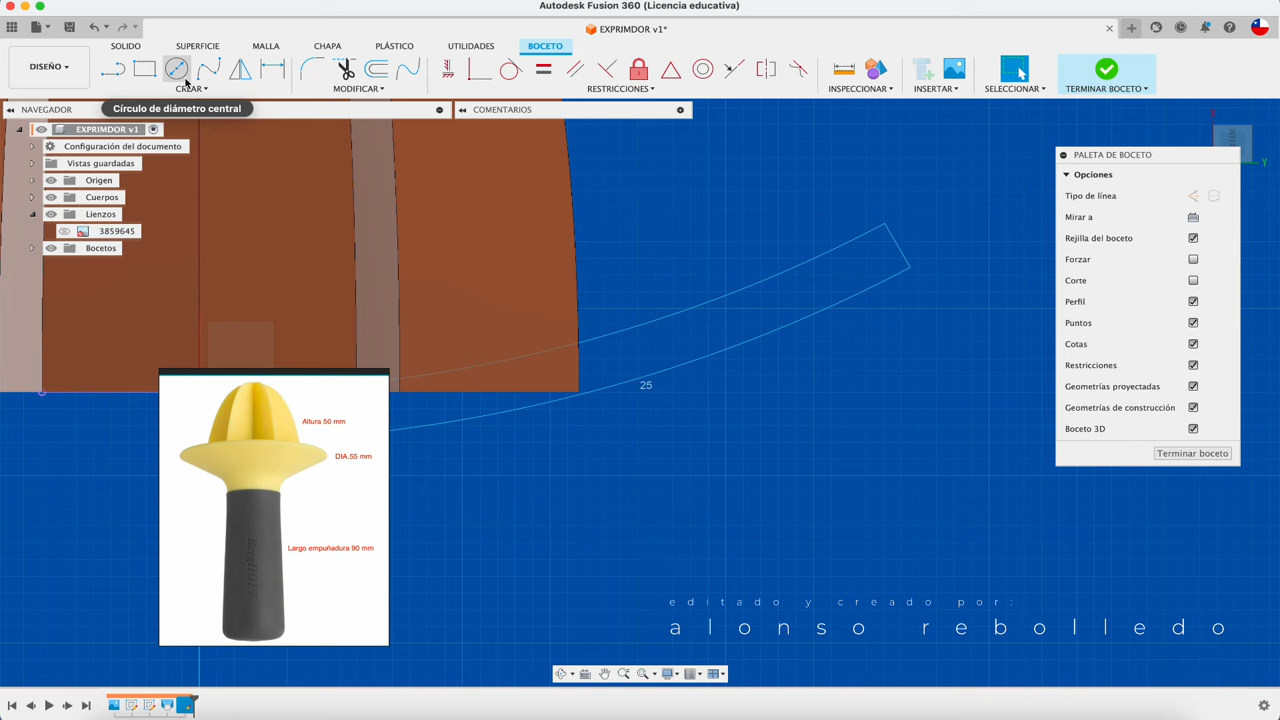 Autodesk Fusion 360 (Licencia educativa)
EXPRIMDOR v1*
DISEÑO
SÓLIDO
SUPERFICIE
MALLA
CHAPA
PLÁSTICO
UTILIDADES
BOCETO
CREAR
MODIFICAR
RESTRICCIONES
INSPECCIONAR
INSERTAR
SELECCIONAR
TERMINAR BOCETO
Círculo de diámetro central
NAVEGADOR
COMENTARIOS
EXPRIMDOR v1
Configuración del documento
Vistas guardadas
Origen
Cuerpos
Lienzos
3859645
Bocetos
Y
PALETA DE BOCETO
Opciones
Tipo de línea
Mirar a
Rejilla del boceto
Forzar
Corte
Perfil
Puntos
Cotas
Restricciones
Geometrías proyectadas
Geometrías de construcción
Boceto 3D
Terminar boceto
25
Altura 50 mm
DIA.55 mm
Largo empuñadura 90 mm
editado y creado por:
alonso rebolledo